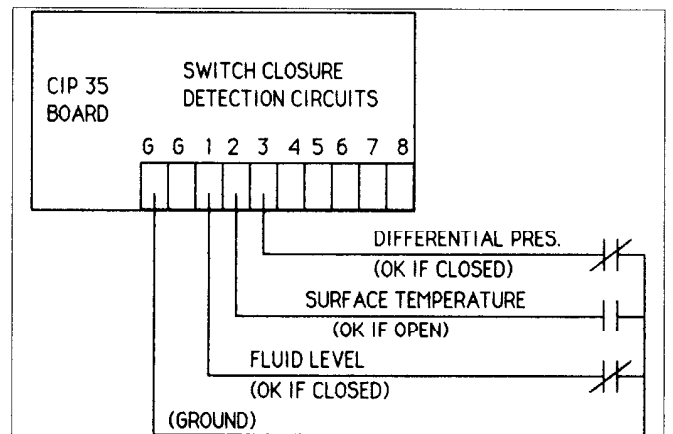 CIP 35
BOARD
SWITCH CLOSURE
DETECTION CIRCUITS
G G 1 2 3 4 5 6 7 8
DIFFERENTIAL PRES.
(OK IF CLOSED)
SURFACE TEMPERATURE
(OK IF OPEN)
FLUID LEVEL
(OK IF CLOSED)
(GROUND)